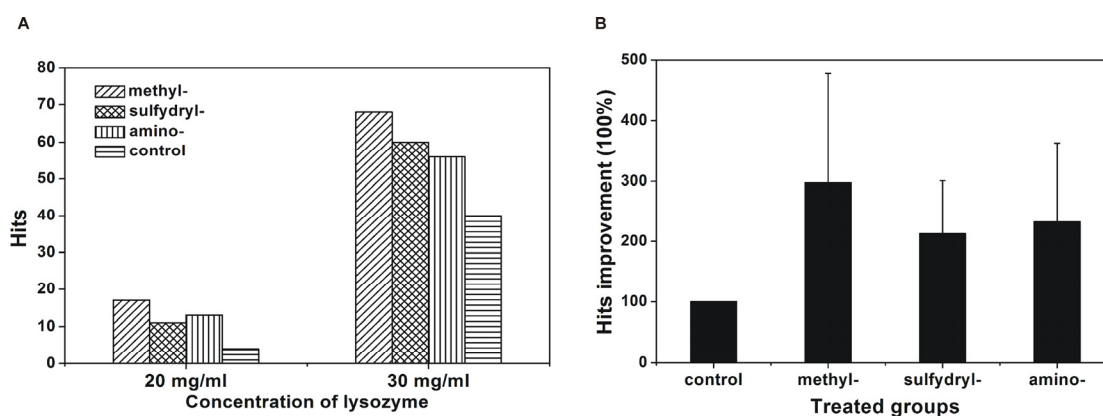 A
80
70
60
50
40
30
20
10
0
Hits
methyl-
sulfydryl-
amino-
control
20 mg/ml
30 mg/ml
Concentration of lysozyme
B
500
400
300
200
100
0
Hits improvement (100%)
control
methyl-
sulfydryl-
amino-
Treated groups